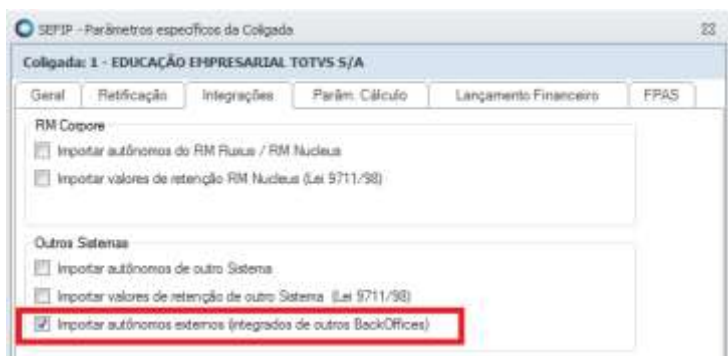 SEFIP - Parâmetros específicos da Coligada
Coligada: 1 - EDUCAÇÃO EMPRESARIAL TOTVS S/A
Geral Retificação Integrações Parâm. Cálculo Lançamento Financeiro FPAS
RM Corpore
Importar autônomos do RM Fluxus / RM Nucleus
Importar valores de retenção RM Nucleus (Lei 9711/98)
Outros Sistemas
Importar autônomos de outro Sistema
Importar valores de retenção de outro Sistema (Lei 9711/98)
Importar autônomos externos (integrados de outros BackOffices)